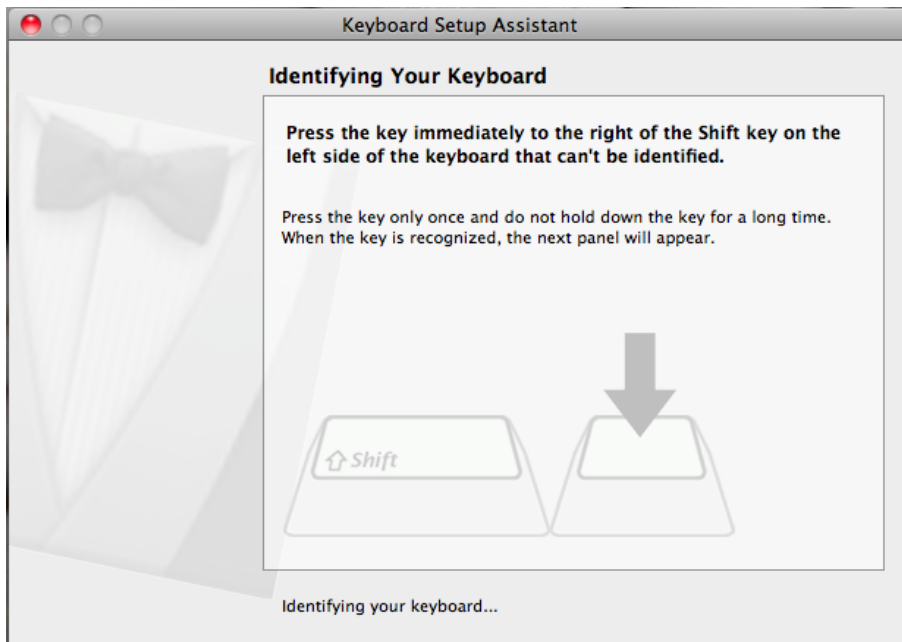 Keyboard Setup Assistant
Identifying Your Keyboard
Press the key immediately to the right of the Shift key on the
left side of the keyboard that can't be identified.
Press the key only once and do not hold down the key for a long time.
When the key is recognized, the next panel will appear.
Shift
Identifying your keyboard...